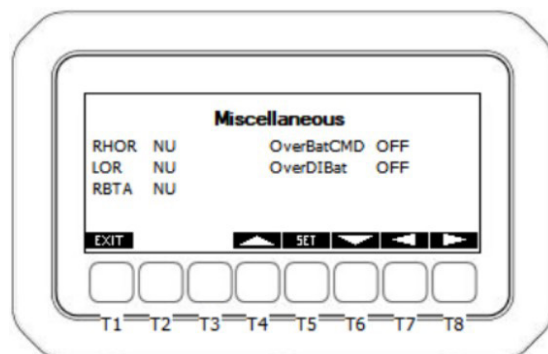 Miscellaneous
RHOR NU OverBatCMD OFF
LOR NU OverDIBat OFF
RBTA NU
EXIT SET
T1 T2 T3 T4 T5 T6 T7 T8